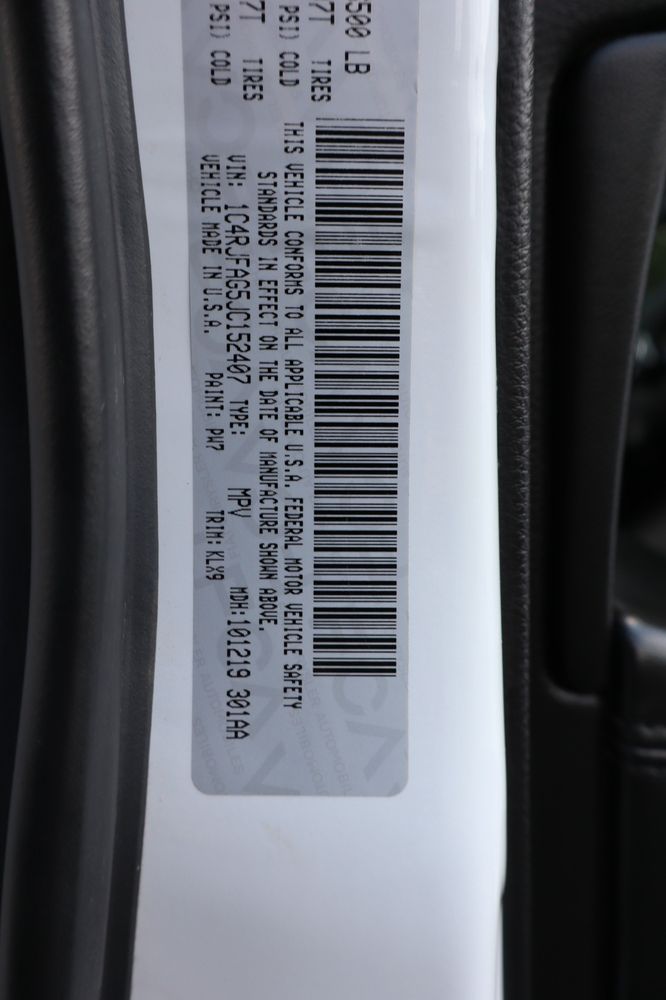 500 LB
7T TIRES
PSI) COLD
7T TIRES
PSI) COLD
THIS VEHICLE CONFORMS TO ALL APPLICABLE U.S.A. FEDERAL MOTOR VEHICLE SAFETY
STANDARDS IN EFFECT ON THE DATE OF MANUFACTURE SHOWN ABOVE.
VIN: 1C4RJFAG5JC152407 TYPE: MPV MDH:101219 301AA
VEHICLE MADE IN U.S.A. PAINT: PW7 TRIM:KLX9